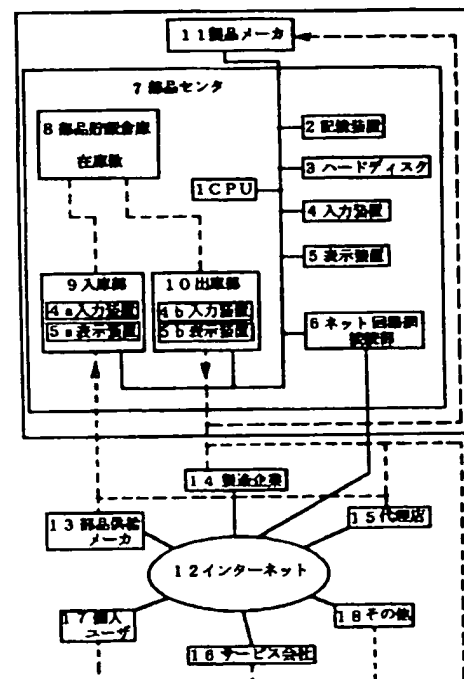 11製品メーカ
7部品センタ
8部品貯蔵倉庫
在庫数
2記憶装置
3ハードディスク
1CPU
4入力装置
5表示装置
9入庫部
4a入力装置
5a表示装置
10出庫部
4b入力装置
5b表示装置
6ネット回線網
接続部
14製造企業
13部品供給
メーカ
15代理店
12インターネット
17個人
ユーザ
18その他
16サービス会社